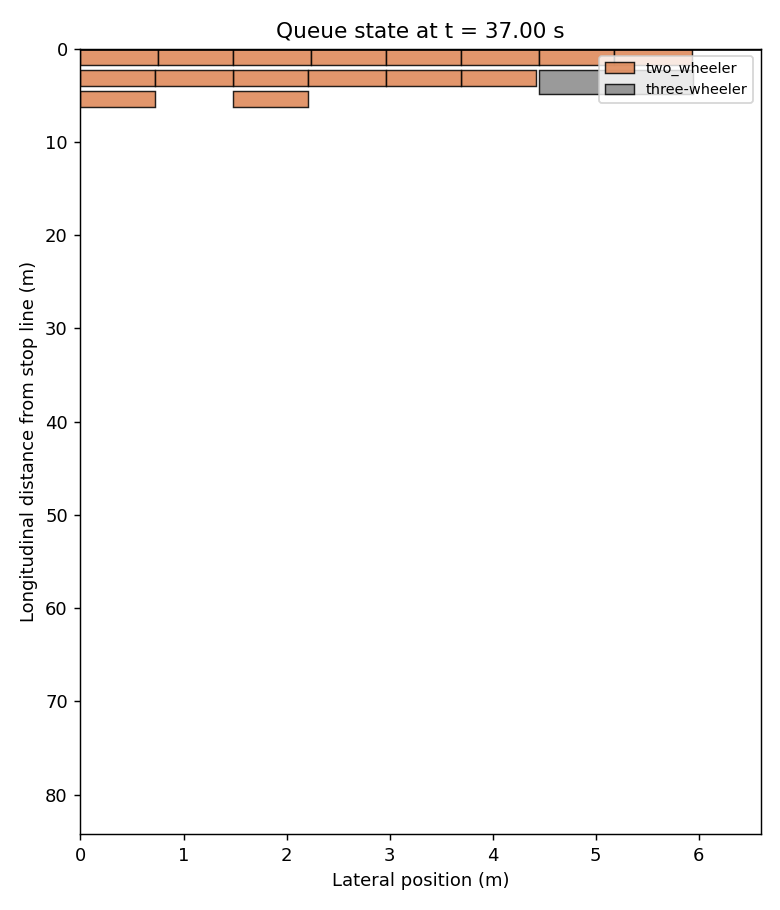 Queue state at t = 37.00 s
two_wheeler
three-wheeler
0
10
20
30
40
50
60
70
80
Longitudinal distance from stop line (m)
0 1 2 3 4 5 6
Lateral position (m)